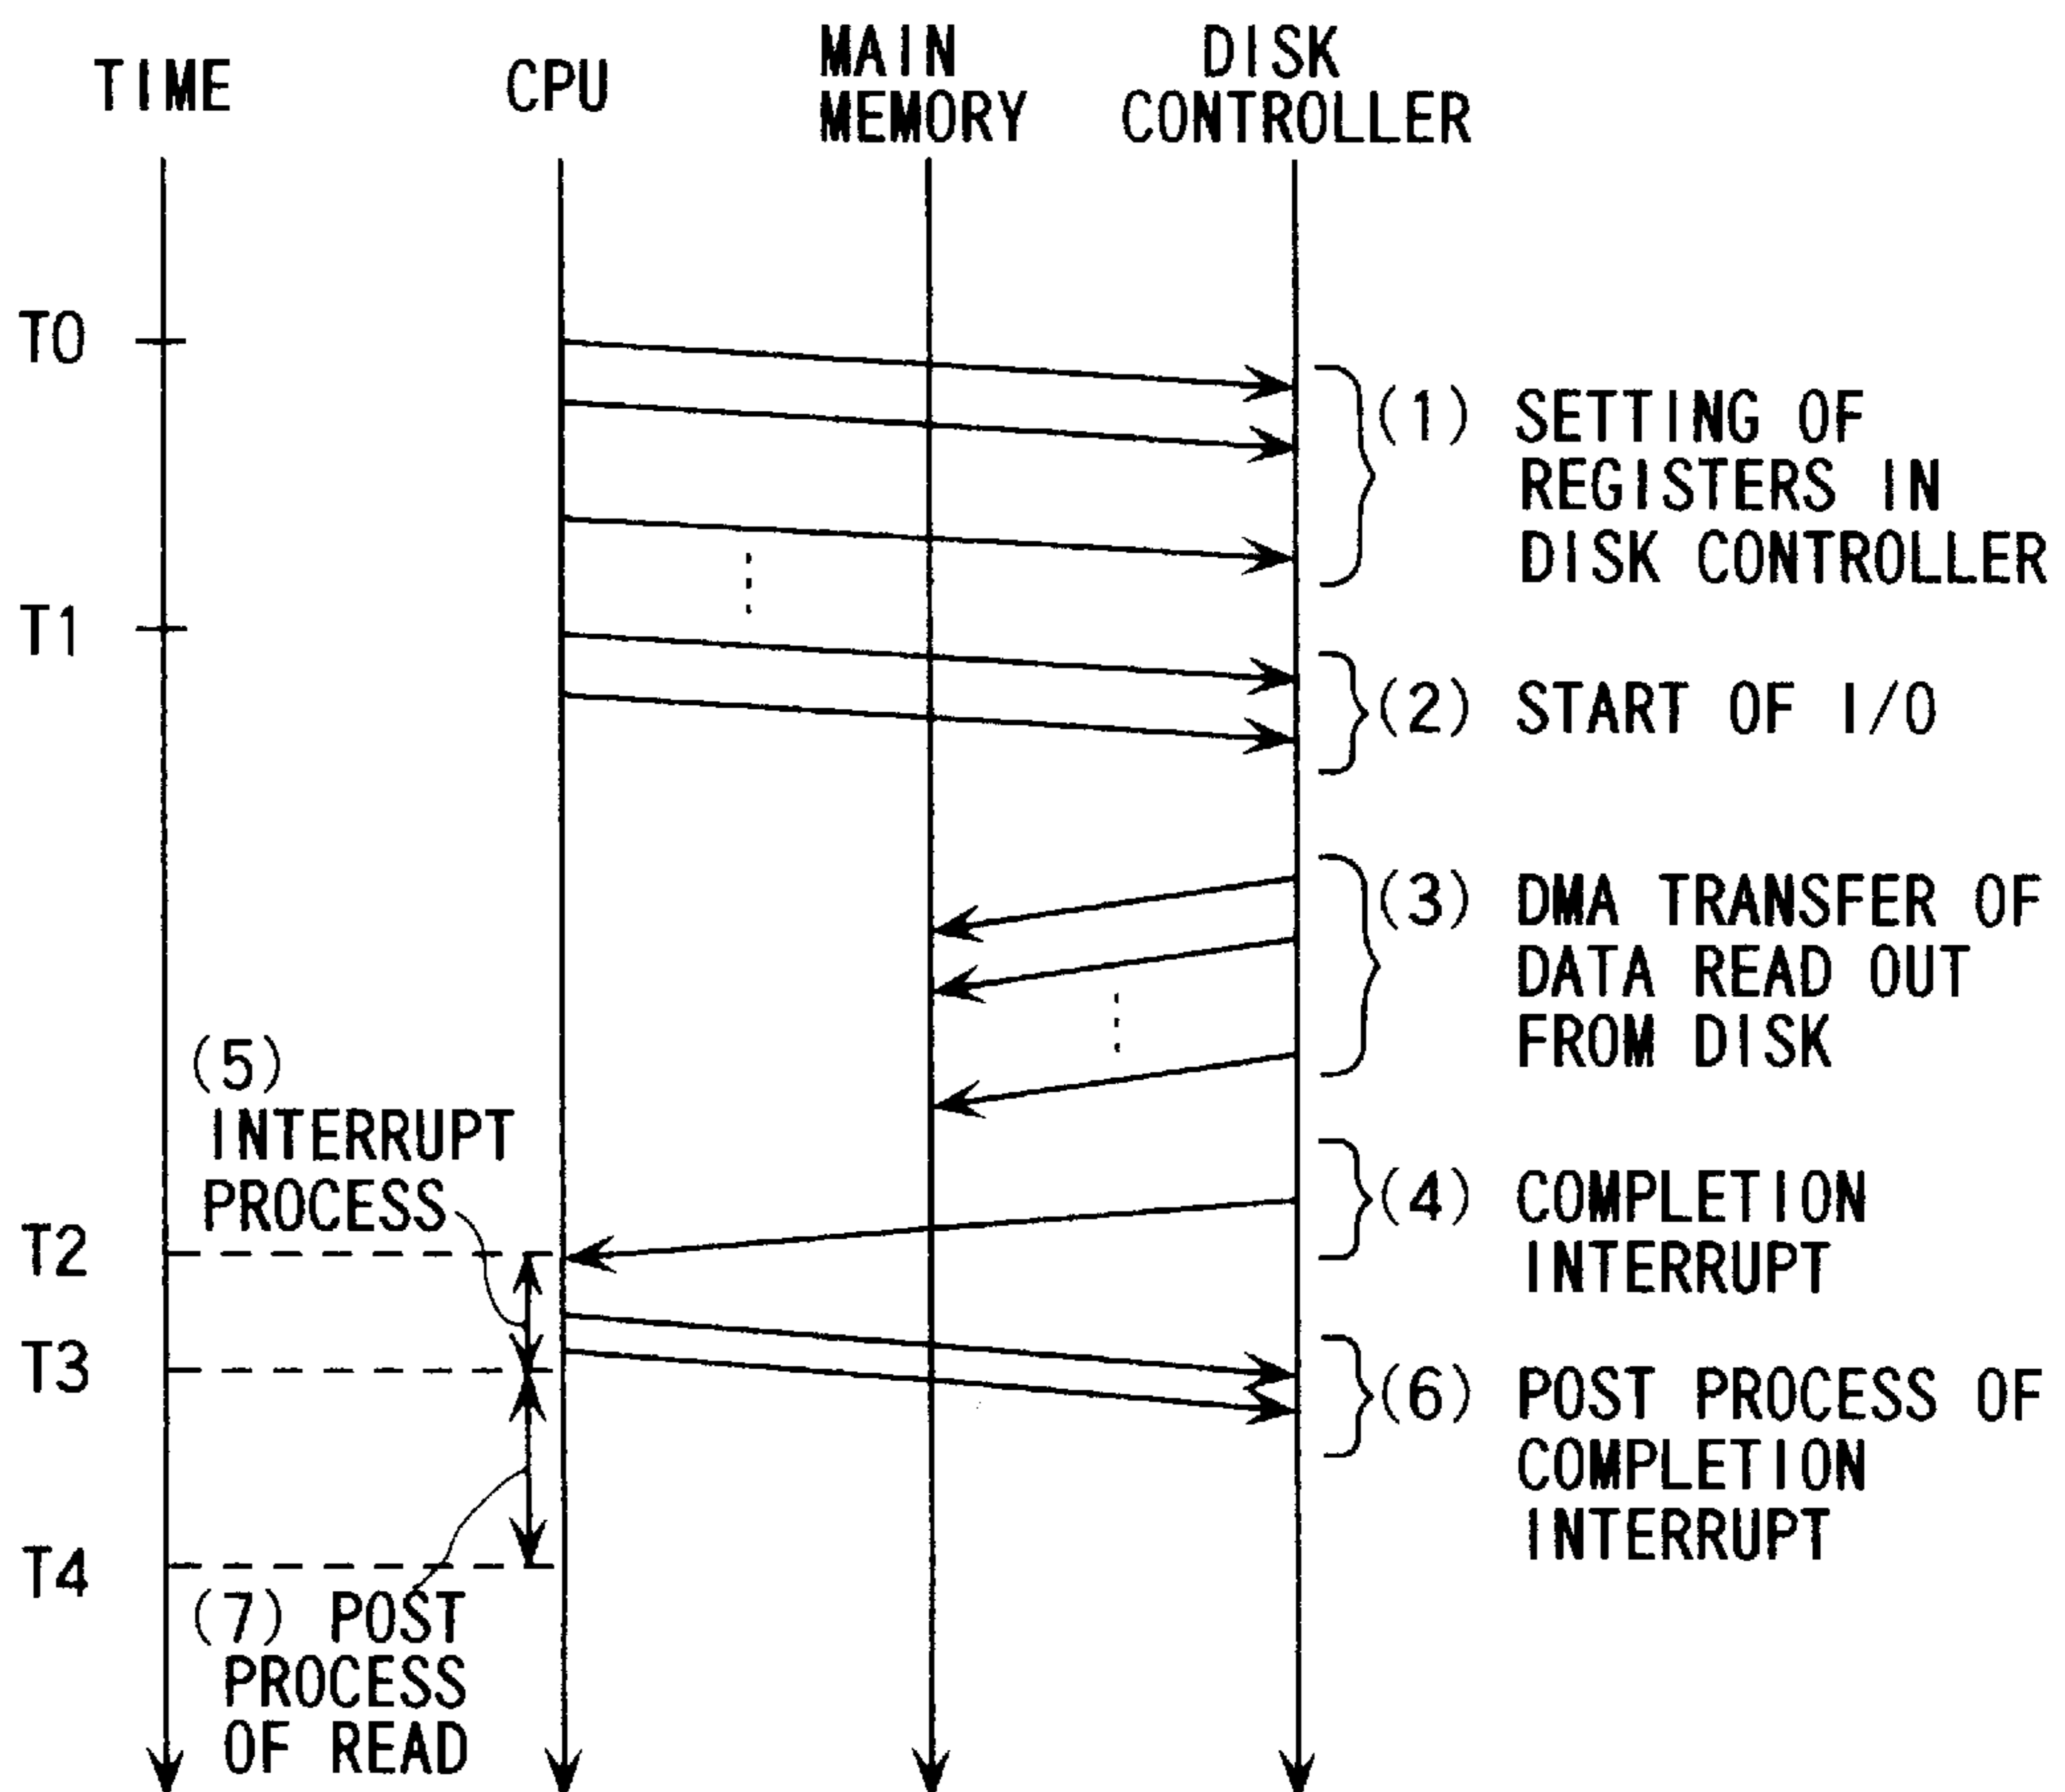 TIME
CPU
MAIN
MEMORY
DISK
CONTROLLER
T0
(1) SETTING OF
REGISTERS IN
DISK CONTROLLER
T1
(2) START OF I/O
(3) DMA TRANSFER OF
DATA READ OUT
FROM DISK
(5)
INTERRUPT
PROCESS
(4) COMPLETION
INTERRUPT
T2
T3
(6) POST PROCESS OF
COMPLETION
INTERRUPT
T4
(7) POST
PROCESS
OF READ